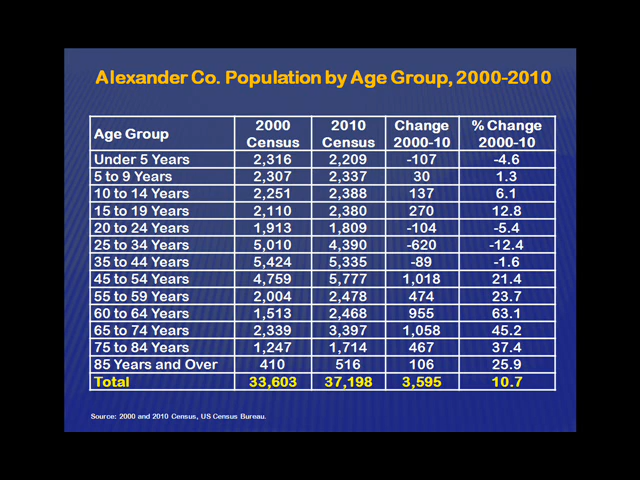 Alexander Co. Population by Age Group, 2000-2010
Age Group 2000 Census 2010 Census Change 2000-10 % Change 2000-10
Under 5 Years 2,316 2,209 -107 -4.6
5 to 9 Years 2,307 2,337 30 1.3
10 to 14 Years 2,251 2,388 137 6.1
15 to 19 Years 2,110 2,380 270 12.8
20 to 24 Years 1,913 1,809 -104 -5.4
25 to 34 Years 5,010 4,390 -620 -12.4
35 to 44 Years 5,424 5,335 -89 -1.6
45 to 54 Years 4,759 5,777 1,018 21.4
55 to 59 Years 2,004 2,478 474 23.7
60 to 64 Years 1,513 2,468 955 63.1
65 to 74 Years 2,339 3,397 1,058 45.2
75 to 84 Years 1,247 1,714 467 37.4
85 Years and Over 410 516 106 25.9
Total 33,603 37,198 3,595 10.7
Source: 2000 and 2010 Census, US Census Bureau.